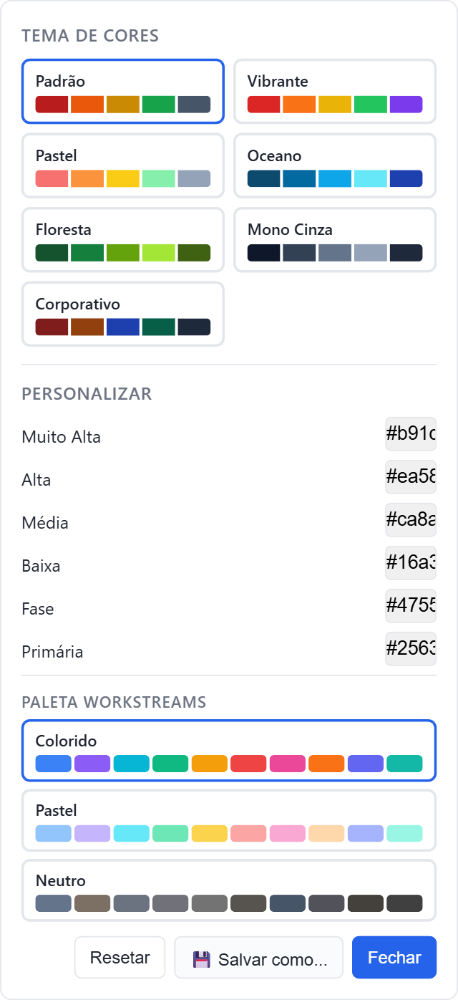 TEMA DE CORES
Padrão
Vibrante
Pastel
Oceano
Floresta
Mono Cinza
Corporativo
PERSONALIZAR
Muito Alta
#b91c
Alta
#ea58
Média
#ca8a
Baixa
#16a3
Fase
#4755
Primária
#2563
PALETA WORKSTREAMS
Colorido
Pastel
Neutro
Resetar
Salvar como...
Fechar